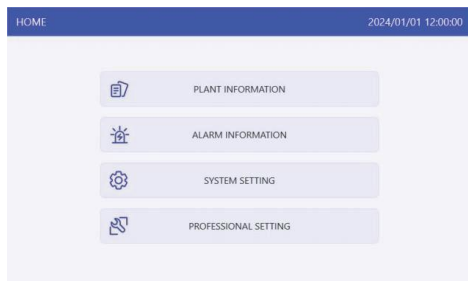 HOME
2024/01/01 12:00:00
PLANT INFORMATION
ALARM INFORMATION
SYSTEM SETTING
PROFESSIONAL SETTING